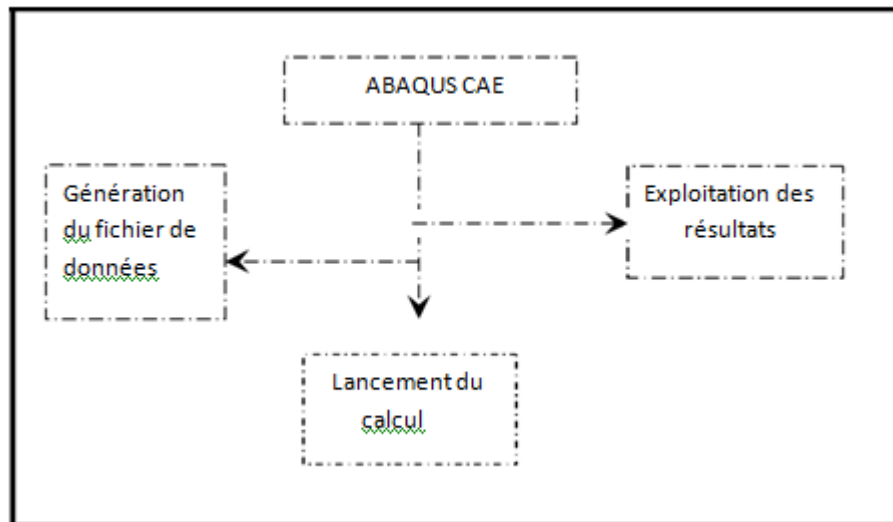 ABAQUS CAE
Génération
du fichier de
données
Exploitation des
résultats
Lancement du
calcul